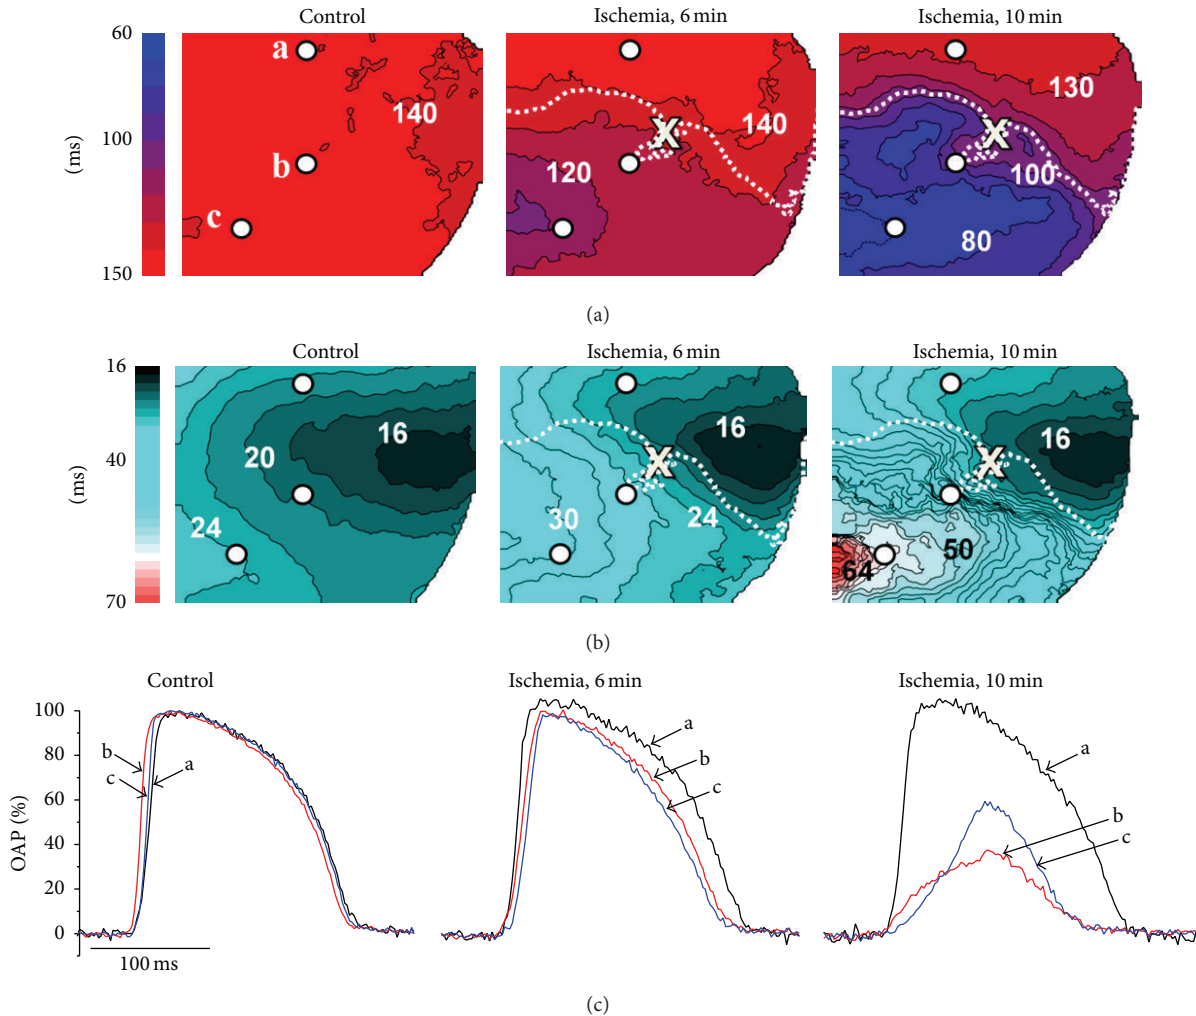 Control
Ischemia, 6 min
Ischemia, 10 min
60
100
150
(ms)
a
b
c
140
120
140
X
130
100
80
X
(a)
Control
Ischemia, 6 min
Ischemia, 10 min
16
40
70
(ms)
16
20
24
16
30
24
X
16
50
64
X
(b)
Control
Ischemia, 6 min
Ischemia, 10 min
100
80
60
40
20
0
OAP (%)
b
c
a
a
b
c
a
b
c
100 ms
(c)